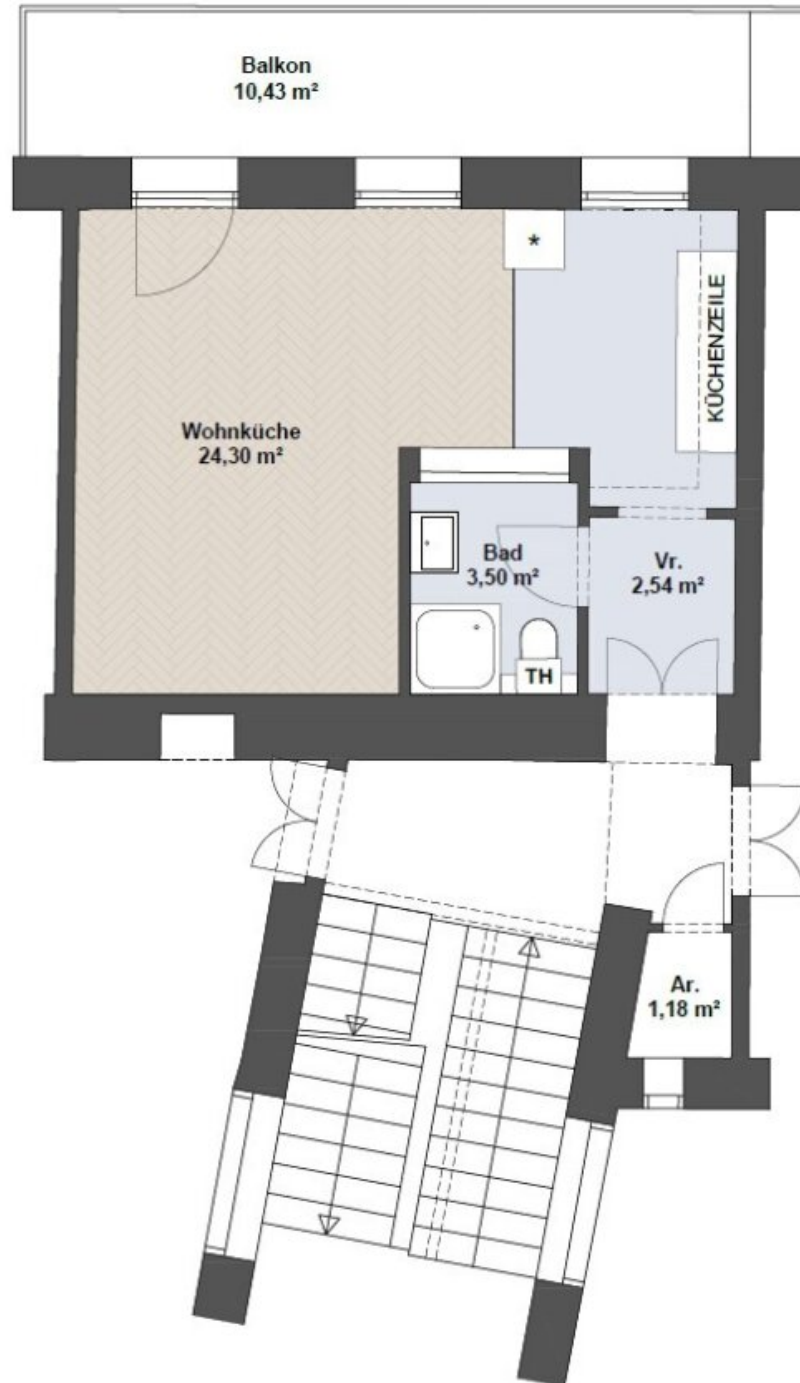 Balkon
10,43 m²
*
KÜCHENZEILE
Wohnküche
24,30 m²
Bad
3,50 m²
Vr.
2,54 m²
TH
Ar.
1,18 m²